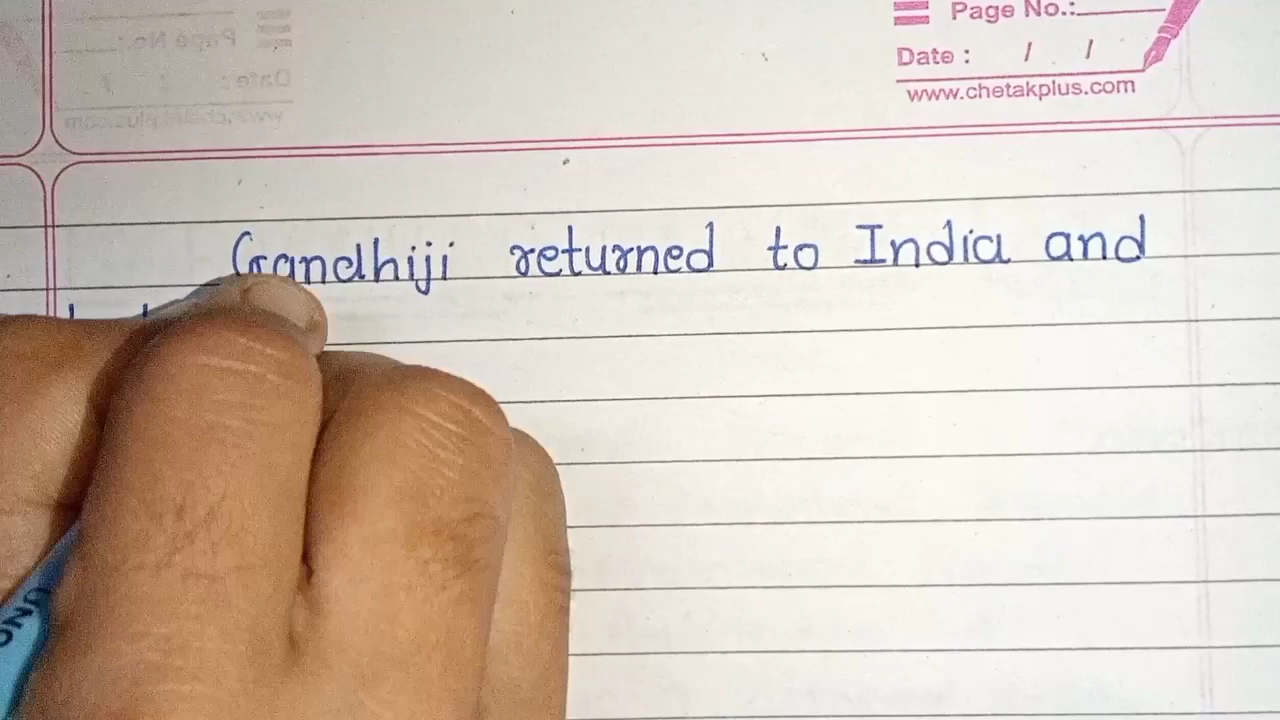 Page No.:
Date : / /
www.chetakplus.com
Gandhiji returned to India and